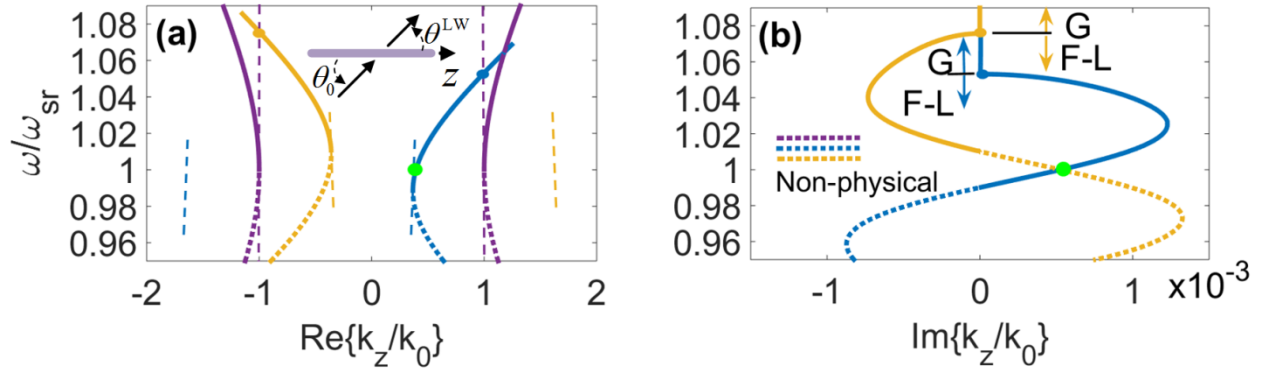 (a)
ω/ω_sr
1.08
1.06
1.04
1.02
1
0.98
0.96
θ^LW
θ'_0
z
-2
-1
0
1
2
Re{k_z/k_0}
(b)
1.08
1.06
1.04
1.02
1
0.98
0.96
G
F-L
G
F-L
Non-physical
-1
0
1
x10^-3
Im{k_z/k_0}